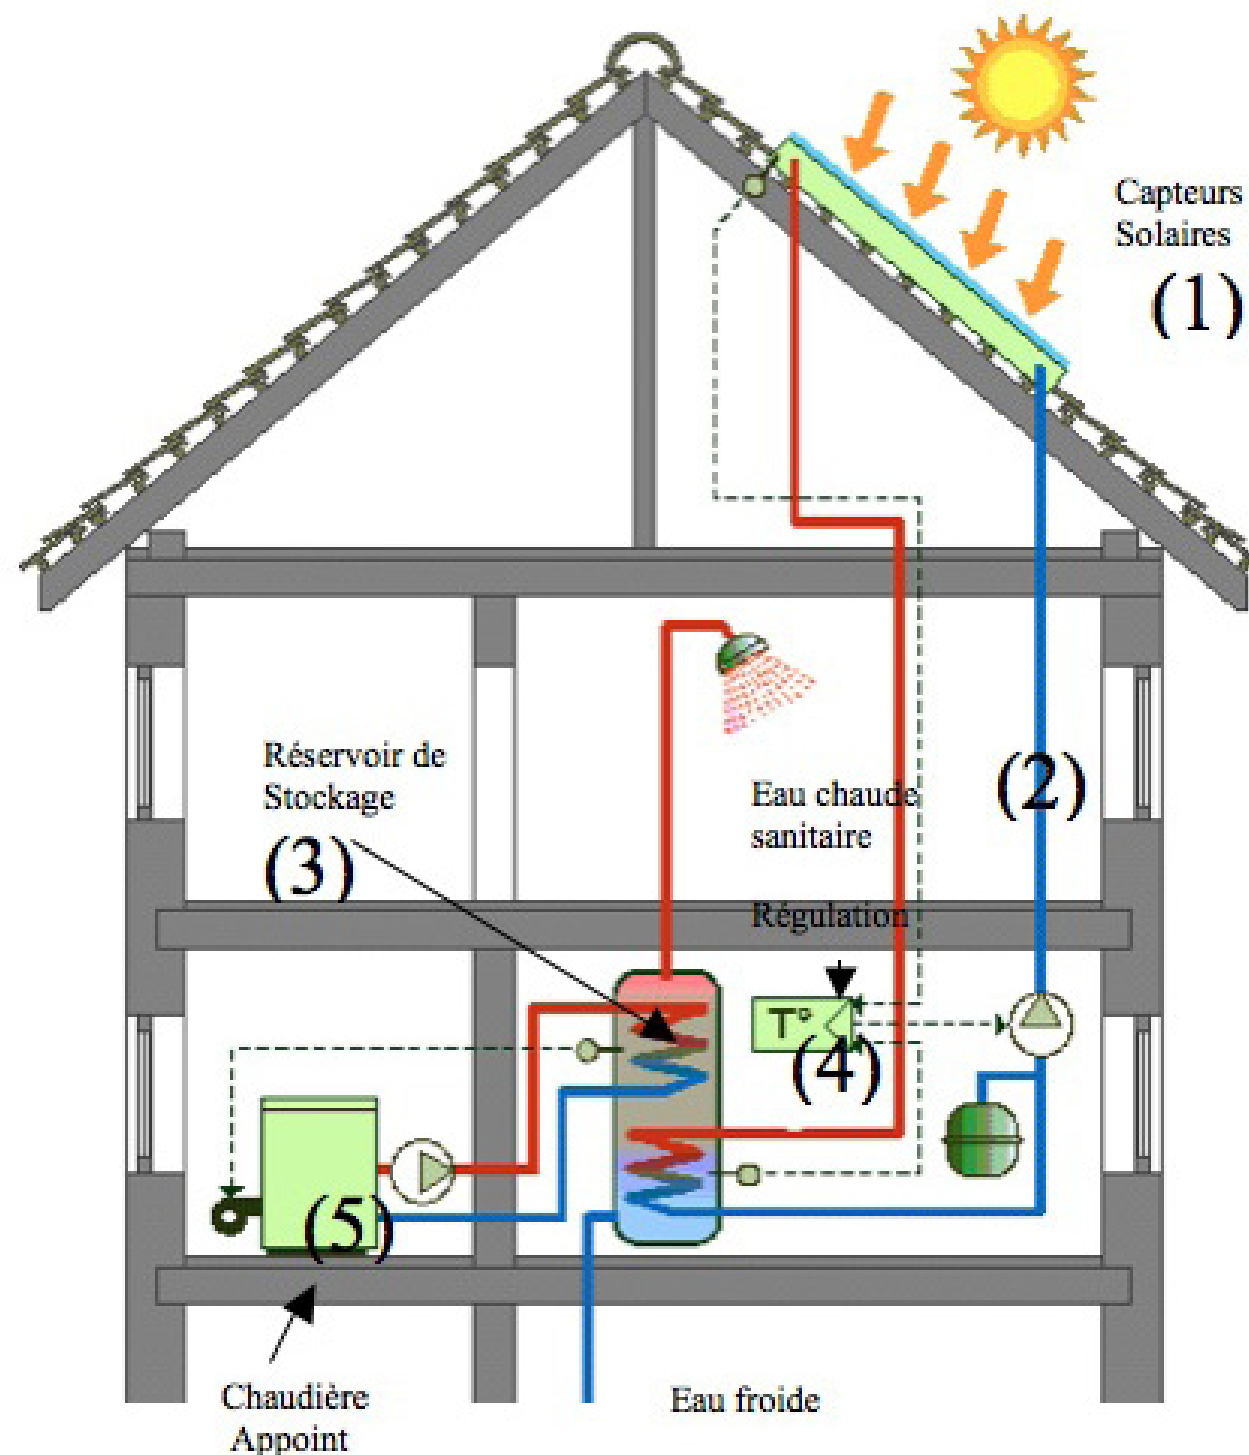 Capteurs
Solaires
(1)
Réservoir de
Stockage
(3)
Eau chaude
sanitaire
(2)
Régulation
T°
(4)
(5)
Chaudière
Appoint
Eau froide